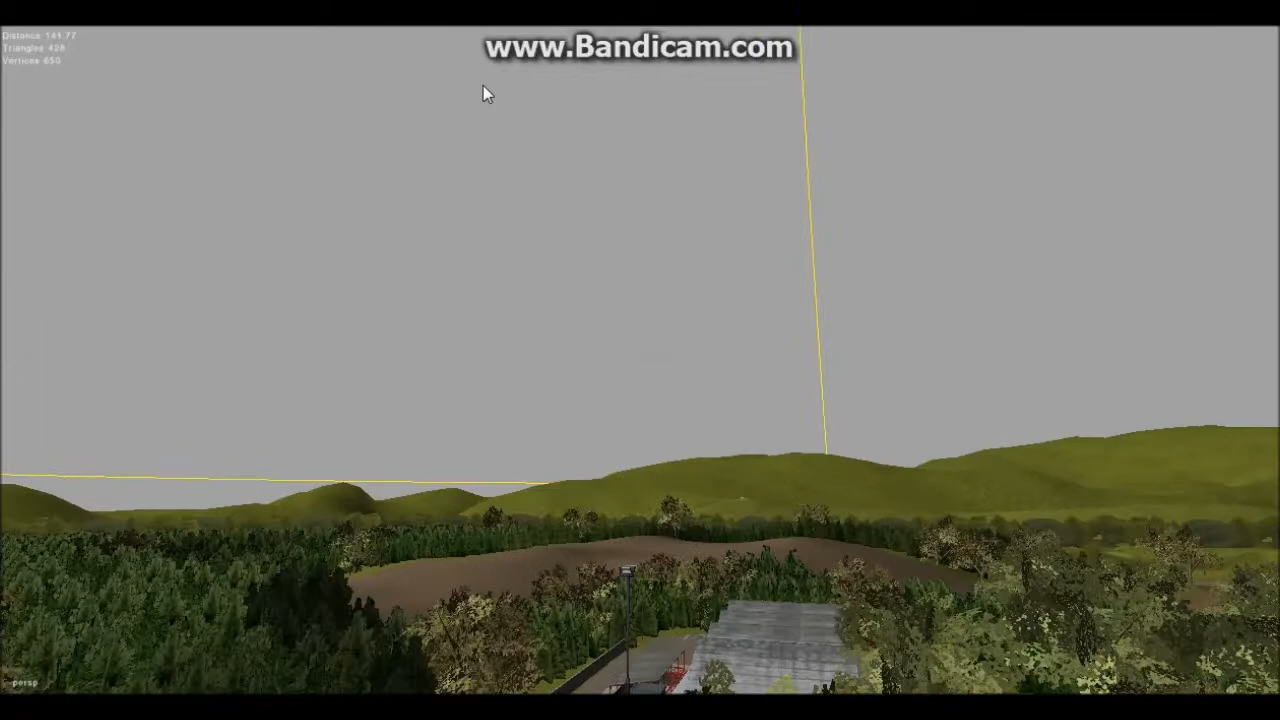 www.Bandicam.com
Distance 141.77
Triangles 428
Vertices 650
persp